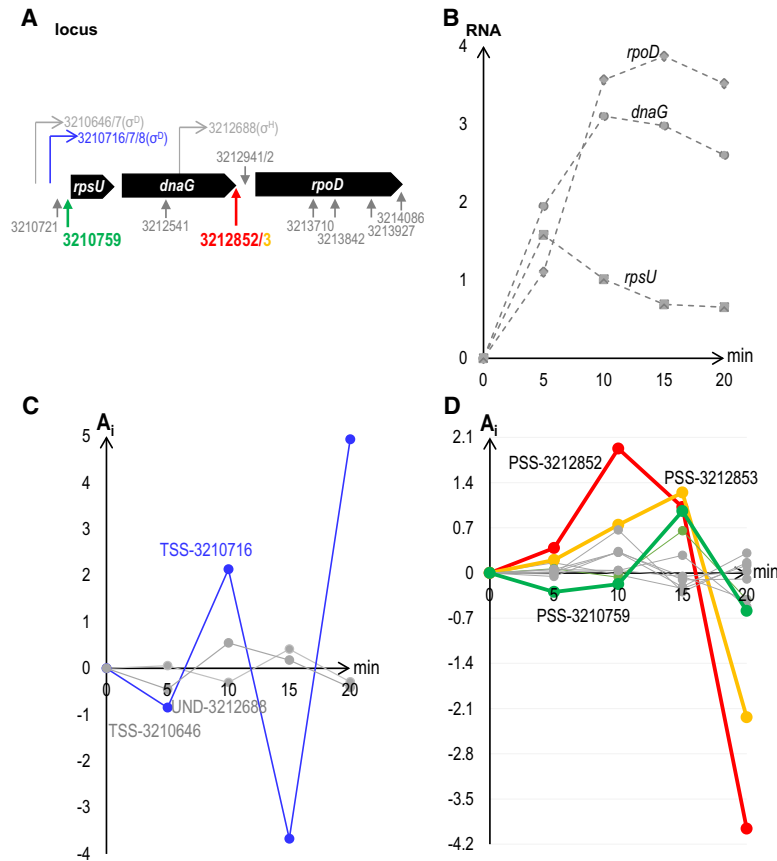 A
locus
3210646/7(σD)
3210716/7/8(σD)
3212688(σH)
3212941/2
rpsU
dnaG
rpoD
3210721
3210759
3212541
3212852/3
3213710
3213842
3213927
3214086
B
RNA
4
3
2
1
0
rpoD
dnaG
rpsU
min
0 5 10 15 20
C
Ai
5
4
3
2
1
0
-1
-2
-3
-4
TSS-3210716
min
0 5 10 15 20
UND-3212688
TSS-3210646
D
Ai
2.1
1.4
0.7
0
-0.7
-1.4
-2.1
-2.8
-3.5
-4.2
PSS-3212852
PSS-3212853
min
0 5 10 15 20
PSS-3210759